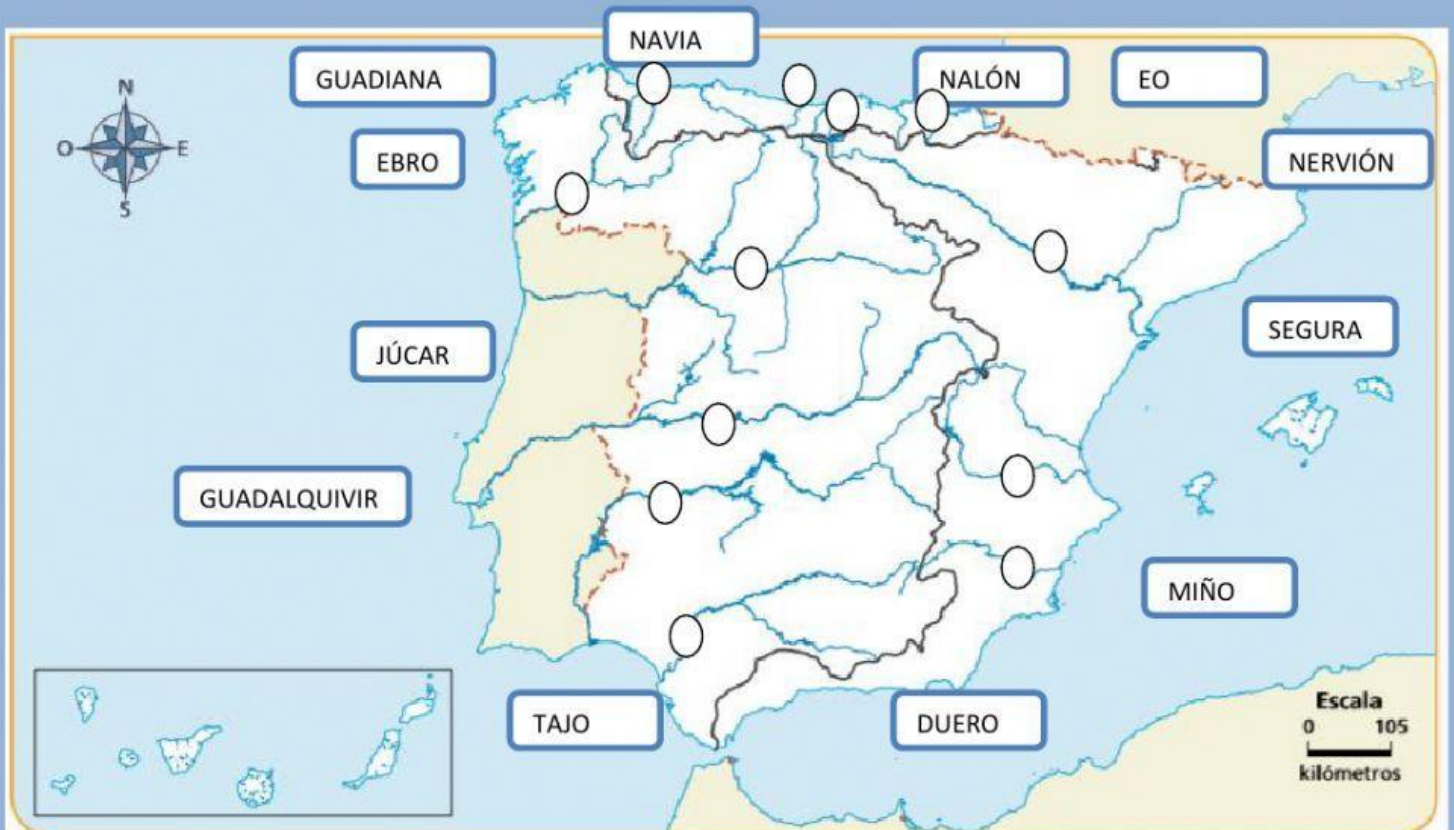 NAVIA
GUADIANA
NALÓN
EO
N
O
E
S
EBRO
NERVIÓN
SEGURA
JÚCAR
GUADALQUIVIR
MIÑO
TAJO
DUERO
Escala
0 105
kilómetros